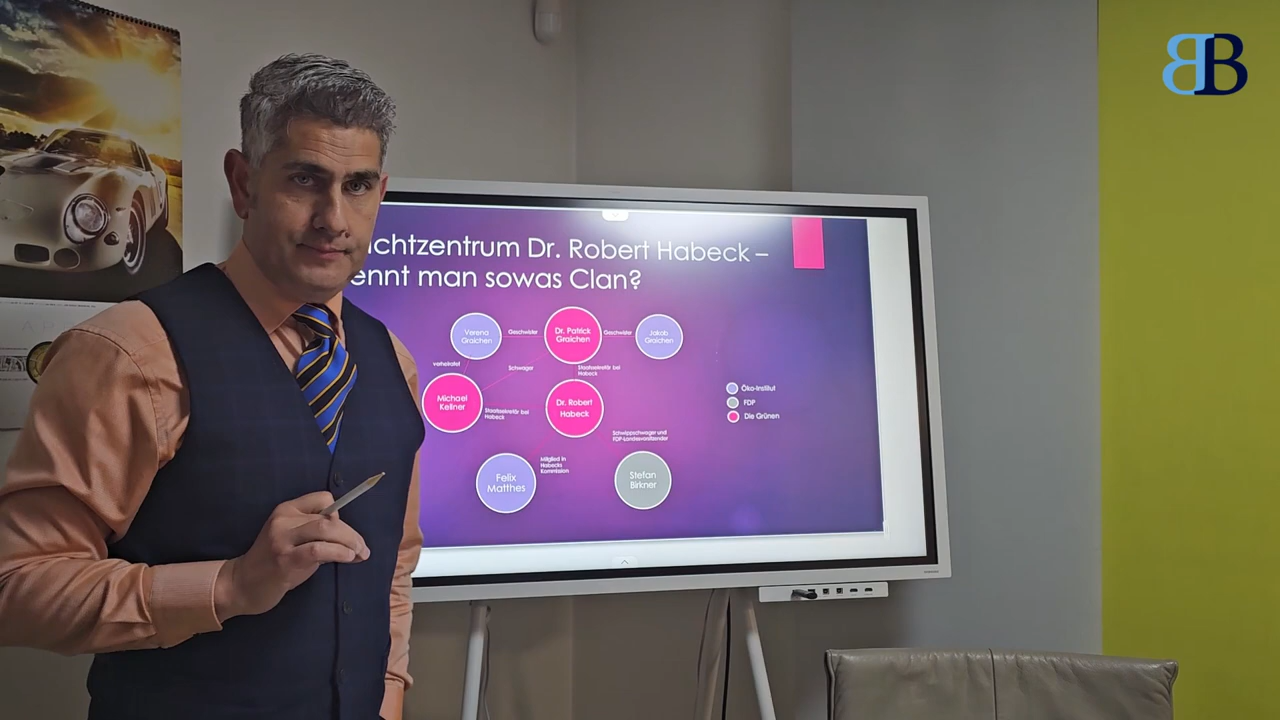 BB
ichtzentrum Dr. Robert Habeck –
ennt man sowas Clan?
Verena
Graichen
Geschwister
Dr. Patrick
Graichen
Geschwister
Jakob
Graichen
verheiratet
Schwager
Staatssekretär bei
Habeck
Michael
Kellner
Staatssekretär bei
Habeck
Dr. Robert
Habeck
Öko-Institut
FDP
Die Grünen
Schwippschwager und
FDP-Landesvorsitzender
Mitglied in
Habecks
Kommission
Felix
Matthes
Stefan
Birkner